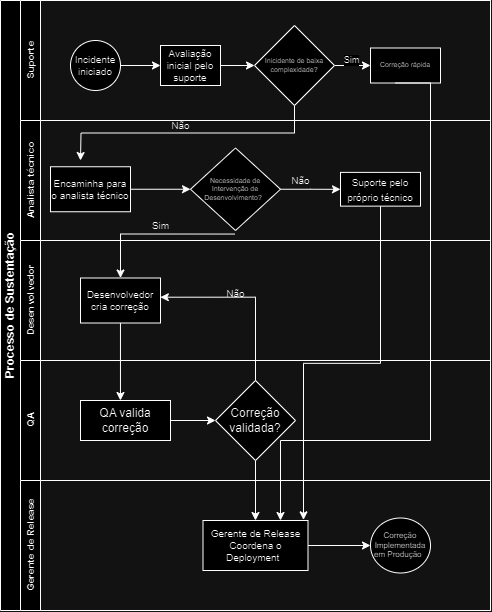 Processo de Sustentação
Suporte
Incidente
iniciado
Avaliação
inicial pelo
suporte
Incidente de baixa
complexidade?
Sim
Correção rápida
Não
Analista técnico
Encaminha para
o analista técnico
Necessidade de
Intervenção de
Desenvolvimento?
Não
Suporte pelo
próprio técnico
Sim
Desenvolvedor
Desenvolvedor
cria correção
Não
QA
QA valida
correção
Correção
validada?
Gerente de Release
Gerente de Release
Coordena o
Deployment
Correção
Implementada
em Produção